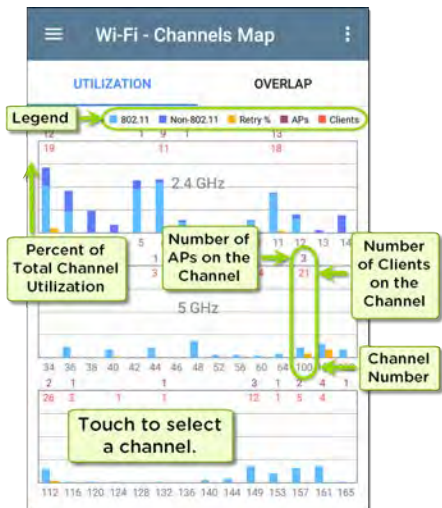 Wi-Fi - Channels Map
UTILIZATION OVERLAP
Legend
802.11 Non-802.11 Retry % APs Clients
12 1 9 1 13
19 11 18
2.4 GHz
5 6 11 12 13 14
Percent of
Total Channel
Utilization
Number of
APs on the
Channel
Number
of Clients
on the
Channel
1 3
3 21
5 GHz
Channel
Number
34 36 38 40 42 44 46 48 52 56 60 64 100
2 1 1 3 1 2 4 1
26 1 1 12 1 5 4
Touch to select
a channel.
112 116 120 124 128 132 136 140 144 149 153 157 161 165